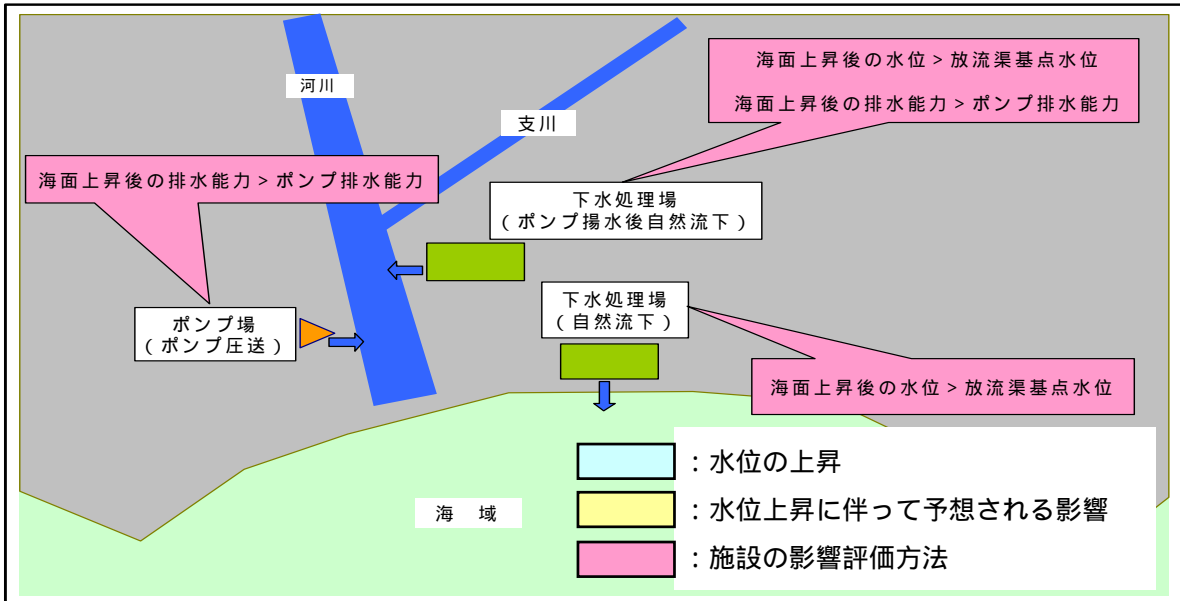 河川
支川
海面上昇後の水位>放流渠基点水位
海面上昇後の排水能力>ポンプ排水能力
海面上昇後の排水能力>ポンプ排水能力
下水処理場
(ポンプ揚水後自然流下)
ポンプ場
(ポンプ圧送)
下水処理場
(自然流下)
海面上昇後の水位>放流渠基点水位
海 域
:水位の上昇
:水位上昇に伴って予想される影響
:施設の影響評価方法